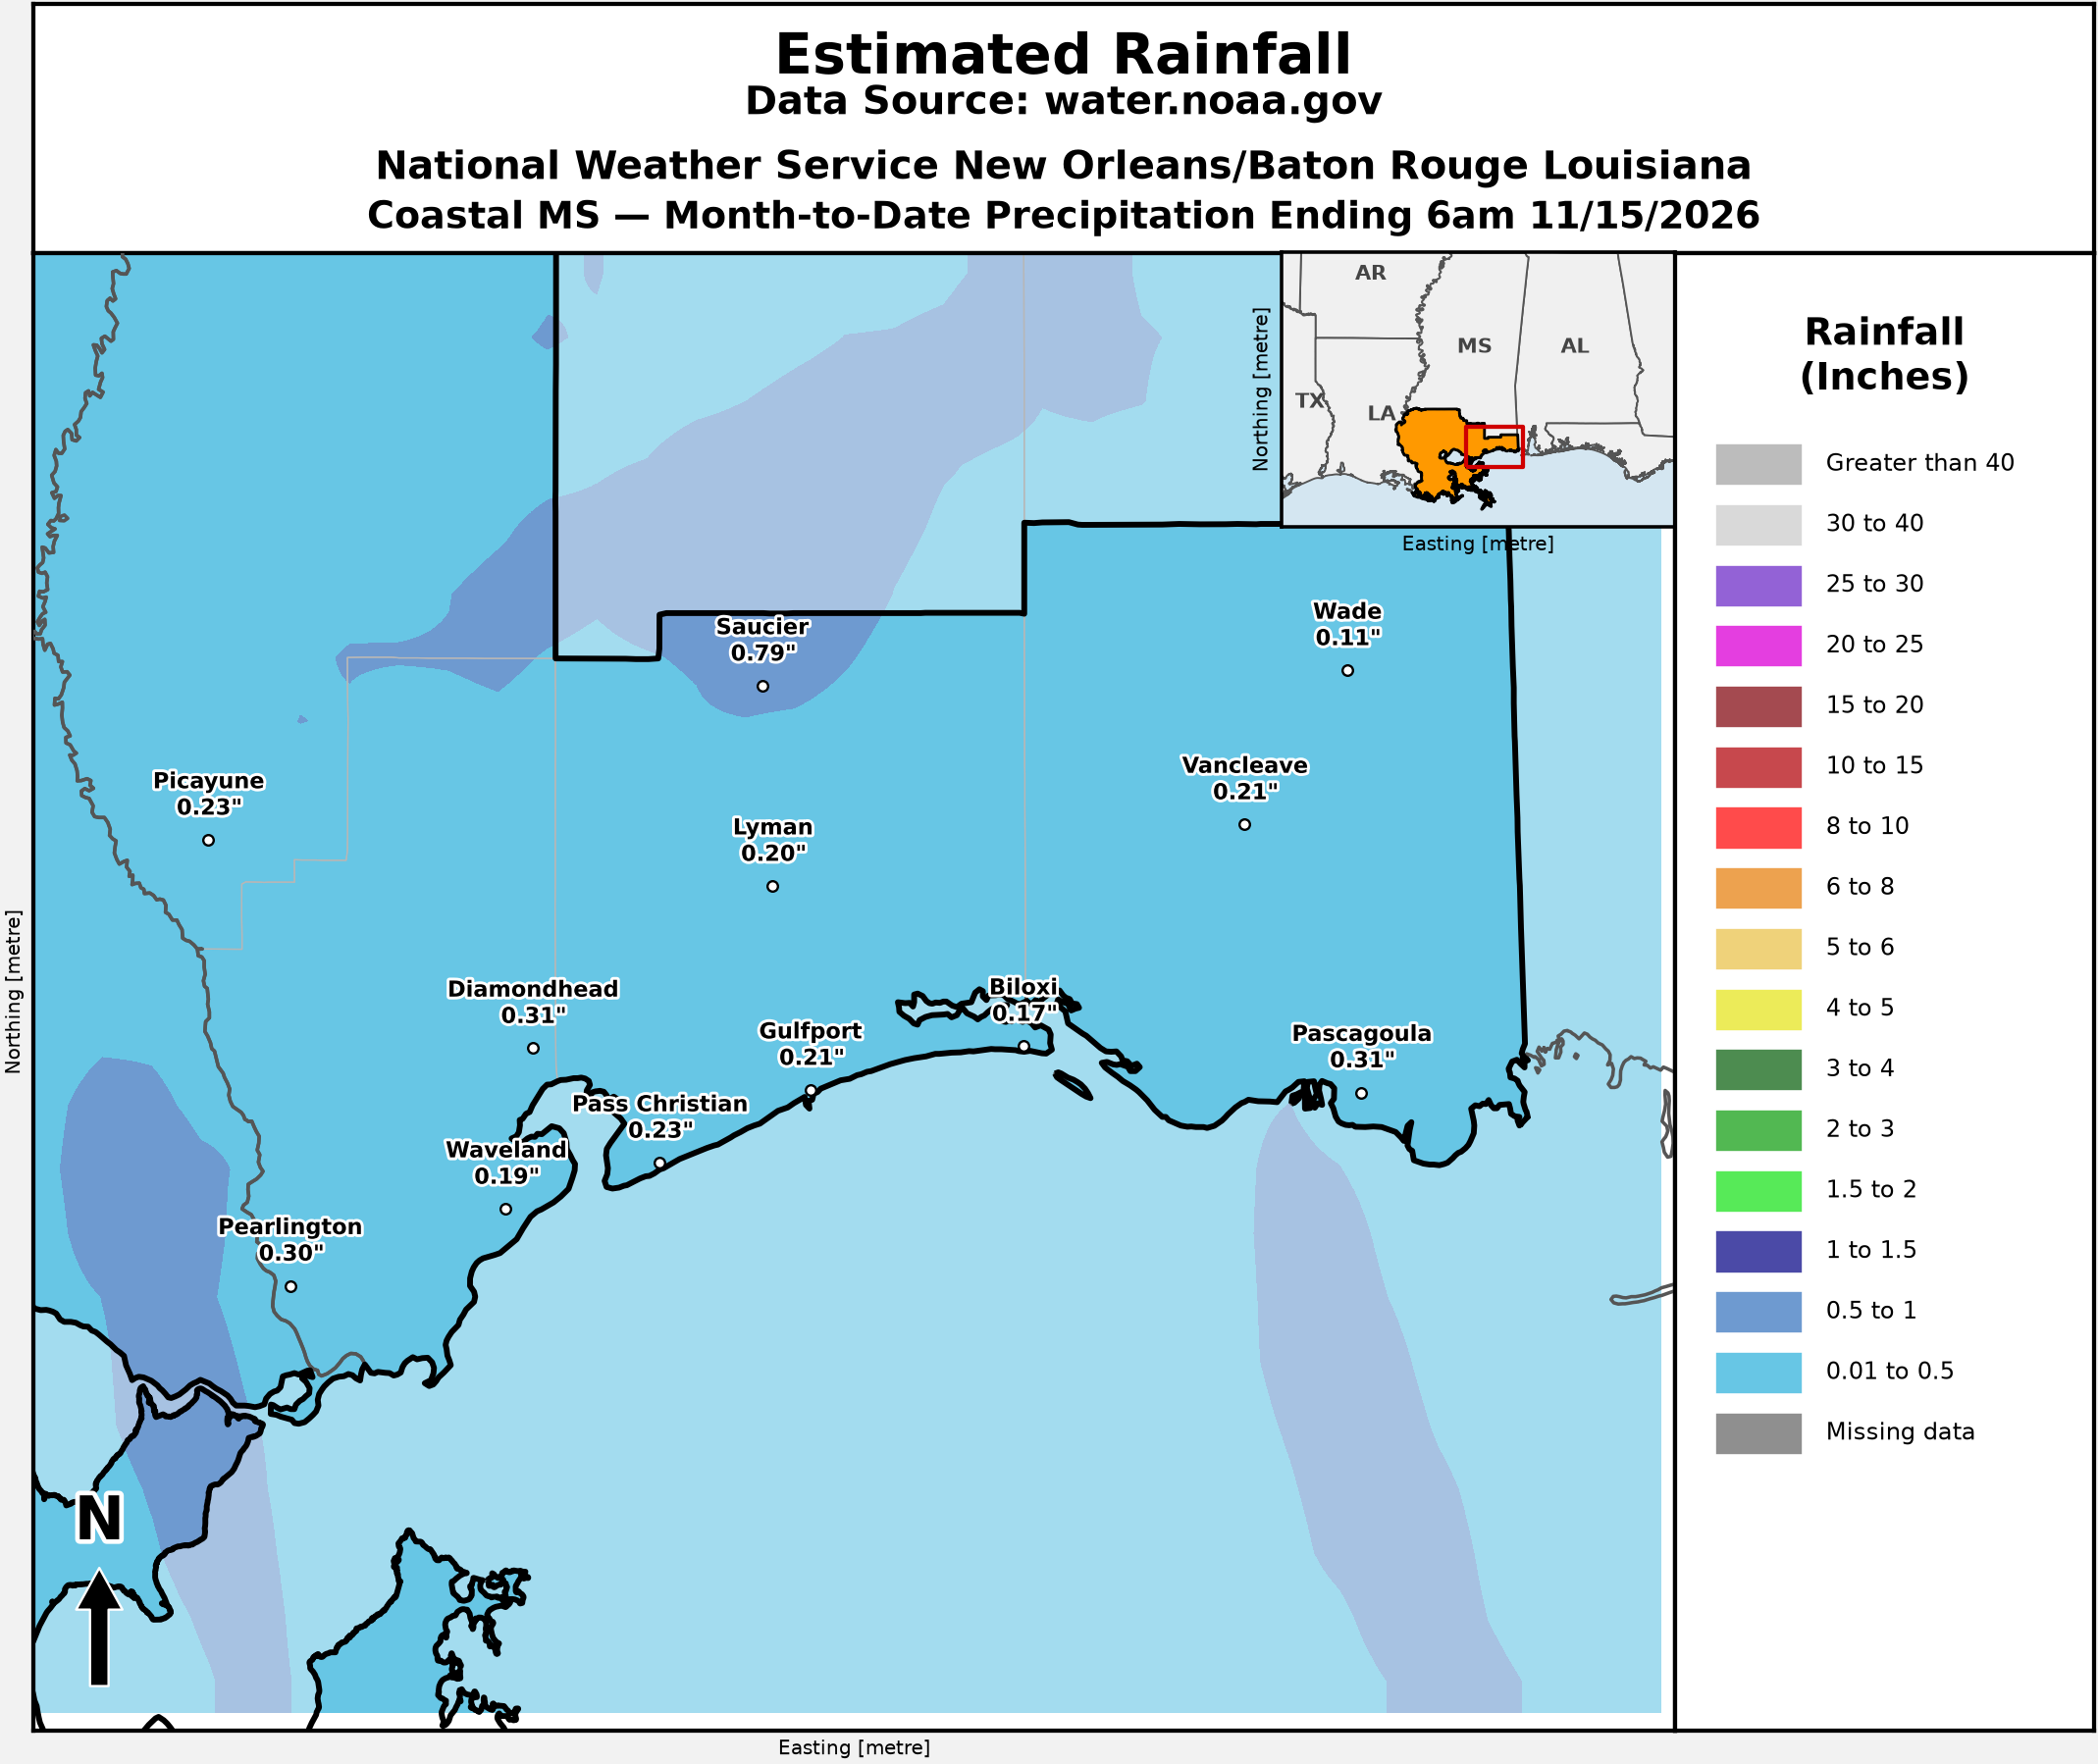 Estimated Rainfall
Data Source: water.noaa.gov
National Weather Service New Orleans/Baton Rouge Louisiana
Coastal MS — Month-to-Date Precipitation Ending 6am 11/15/2026
AR
MS
AL
TX
LA
Northing [metre]
Easting [metre]
Rainfall
(Inches)
Greater than 40
30 to 40
25 to 30
20 to 25
15 to 20
10 to 15
8 to 10
6 to 8
5 to 6
4 to 5
3 to 4
2 to 3
1.5 to 2
1 to 1.5
0.5 to 1
0.01 to 0.5
Missing data
Wade
0.11"
Saucier
0.79"
Vancleave
0.21"
Picayune
0.23"
Lyman
0.20"
Diamondhead
0.31"
Biloxi
0.17"
Gulfport
0.21"
Pascagoula
0.31"
Pass Christian
0.23"
Waveland
0.19"
Pearlington
0.30"
N
Northing [metre]
Easting [metre]